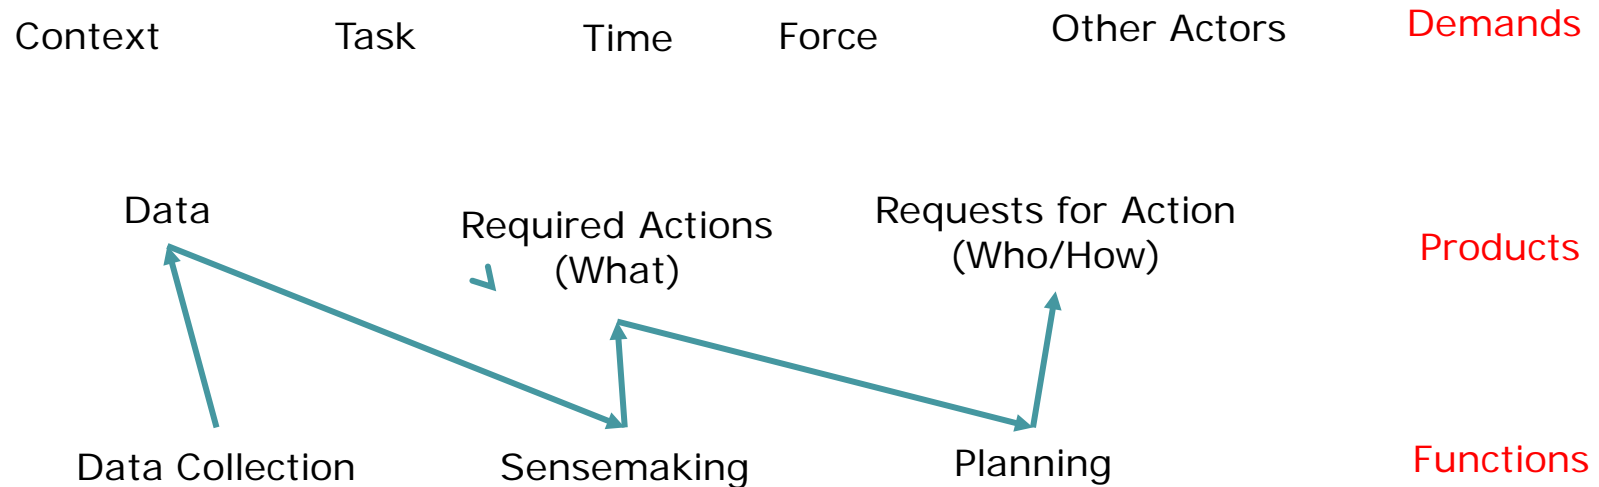 Context Task Time Force Other Actors Demands
Data Required Actions Requests for Action Products
(What) (Who/How)
Data Collection Sensemaking Planning Functions